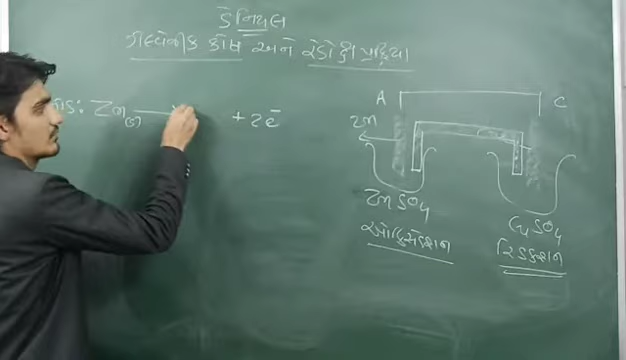 ડેનિયલ
ગેલ્વેનીક કોષ અને રેડોક્ષ પ્રક્રિયા
Zn(s) → + 2e⁻
A C
Zn
ZnSO₄ CuSO₄
ઓક્સિડેશન રિડક્શન